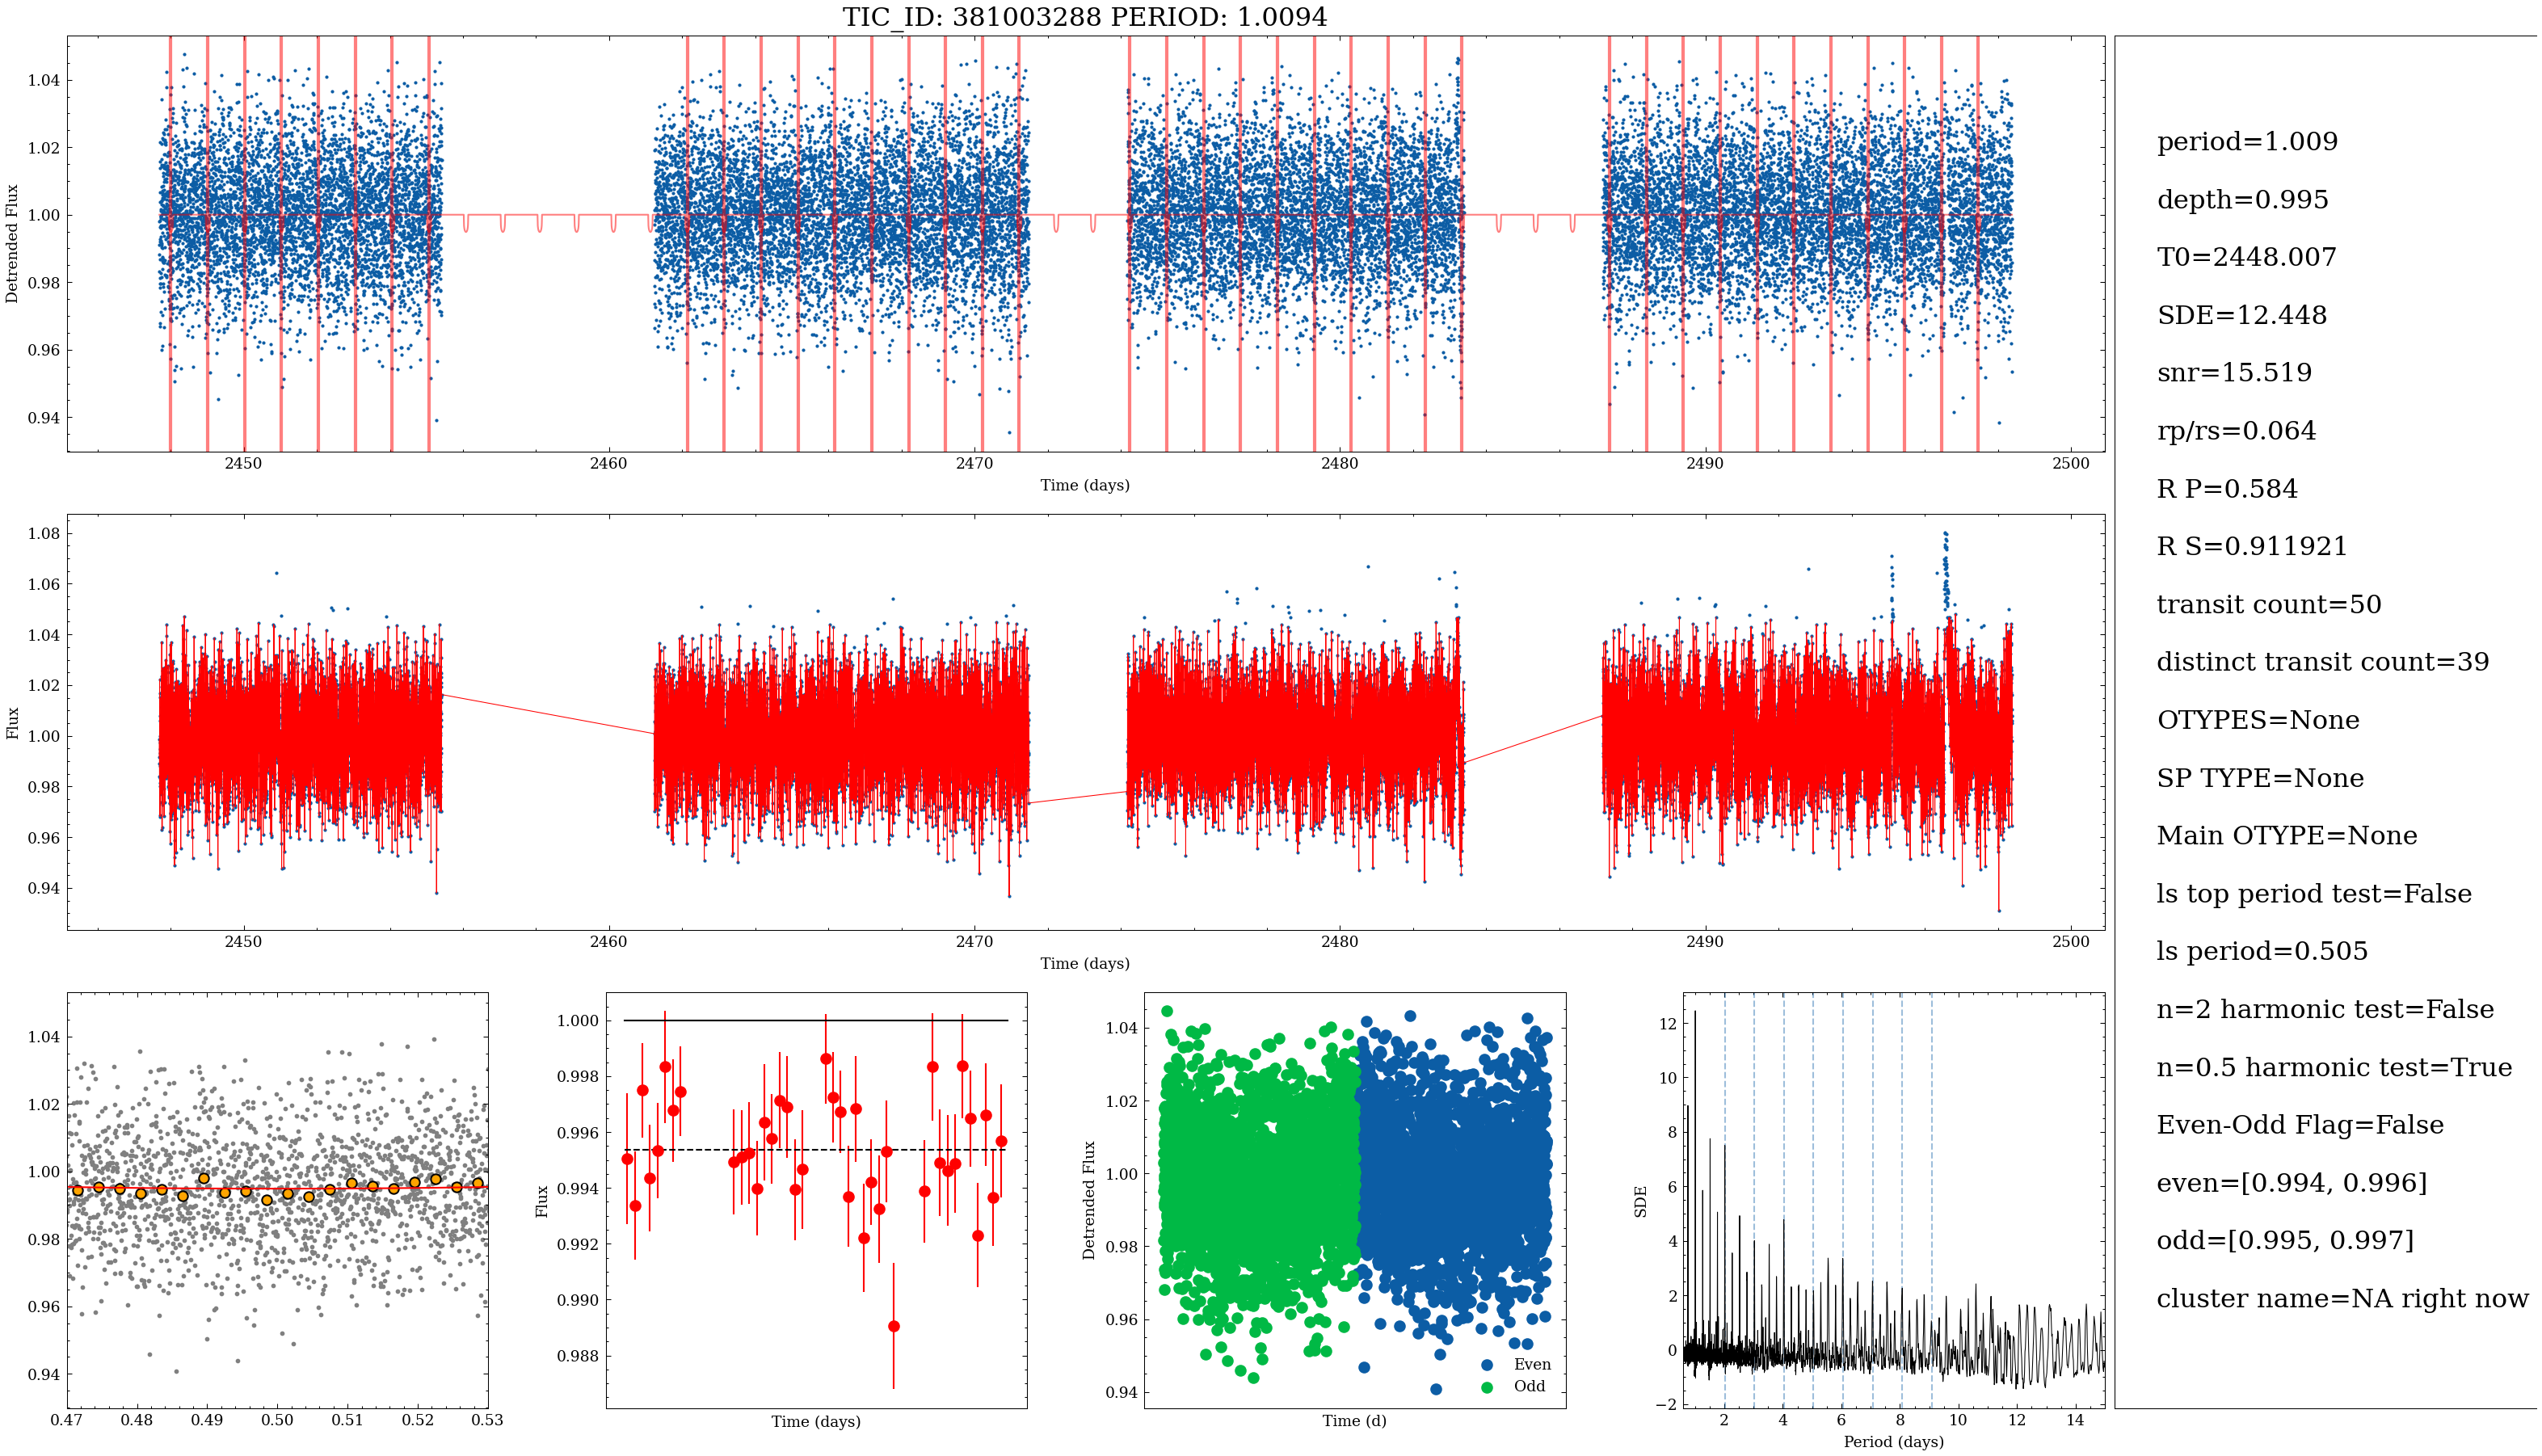 TIC_ID: 381003288 PERIOD: 1.0094
1.04
1.02
1.00
0.98
0.96
0.94
Detrended Flux
2450 2460 2470 2480 2490 2500
Time (days)
1.08
1.06
1.04
1.02
1.00
0.98
0.96
0.94
Flux
2450 2460 2470 2480 2490 2500
Time (days)
1.04
1.02
1.00
0.98
0.96
0.94
0.47 0.48 0.49 0.50 0.51 0.52 0.53
1.000
0.998
0.996
0.994
0.992
0.990
0.988
Flux
Time (days)
1.04
1.02
1.00
0.98
0.96
0.94
Detrended Flux
Even
Odd
Time (d)
12
10
8
6
4
2
0
−2
SDE
2 4 6 8 10 12 14
Period (days)
period=1.009
depth=0.995
T0=2448.007
SDE=12.448
snr=15.519
rp/rs=0.064
R P=0.584
R S=0.911921
transit count=50
distinct transit count=39
OTYPES=None
SP TYPE=None
Main OTYPE=None
ls top period test=False
ls period=0.505
n=2 harmonic test=False
n=0.5 harmonic test=True
Even-Odd Flag=False
even=[0.994, 0.996]
odd=[0.995, 0.997]
cluster name=NA right now